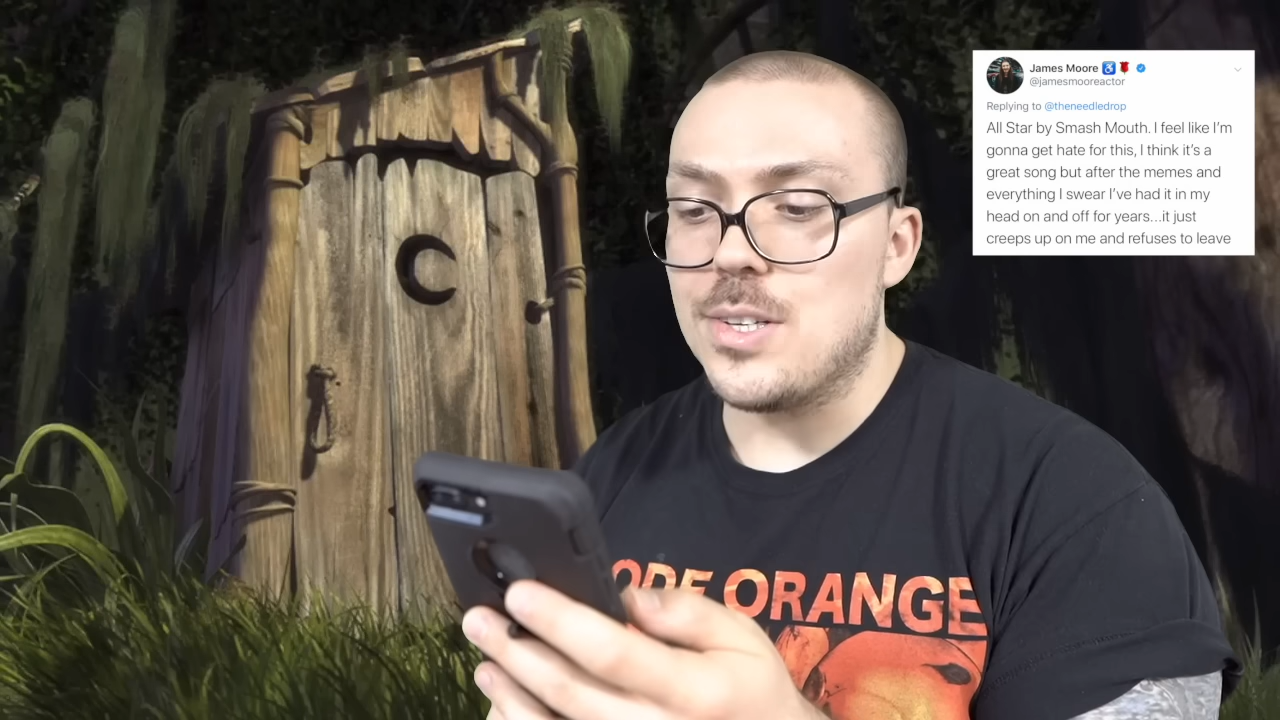 James Moore ♿🌹
@jamesmooreactor
Replying to @theneedledrop
All Star by Smash Mouth. I feel like I'm
gonna get hate for this, I think it's a
great song but after the memes and
everything I swear I've had it in my
head on and off for years...it just
creeps up on me and refuses to leave
ODE ORANGE